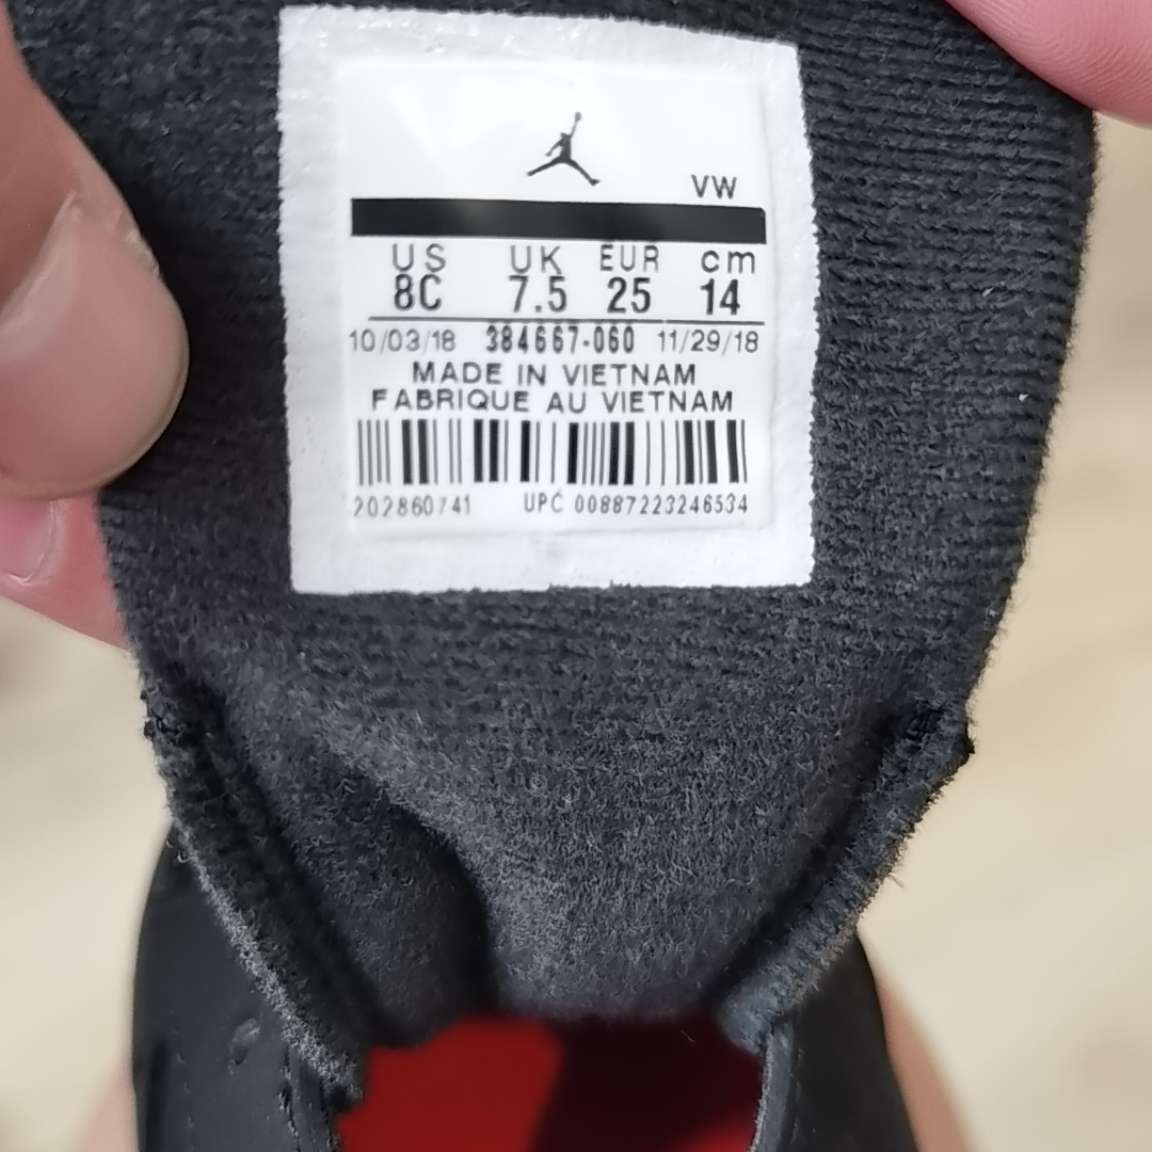 VW
US UK EUR cm
8C 7.5 25 14
10/03/18 384667-060 11/29/18
MADE IN VIETNAM
FABRIQUE AU VIETNAM
202860741 UPC 00887223246534